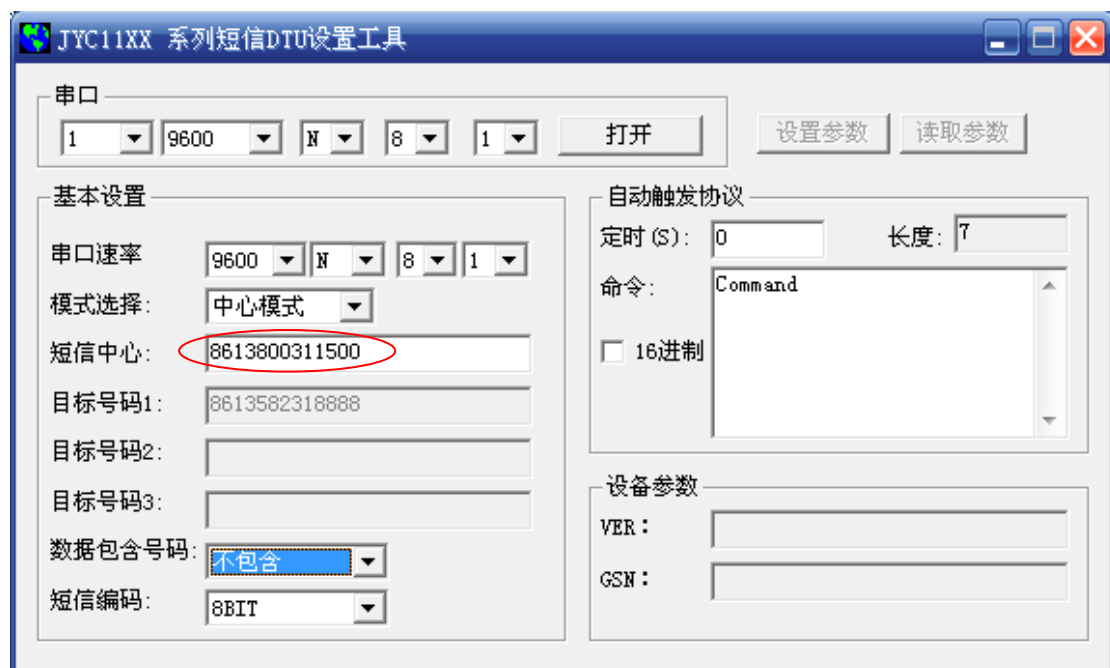 JYC11XX 系列短信DTU设置工具
串口
1 9600 N 8 1 打开 设置参数 读取参数
基本设置
串口速率 9600 N 8 1
模式选择: 中心模式
短信中心: 8613800311500
目标号码1: 8613582318888
目标号码2:
目标号码3:
数据包含号码: 不包含
短信编码: 8BIT
自动触发协议
定时(S): 0 长度: 7
命令: Command
16进制
设备参数
VER:
GSN: